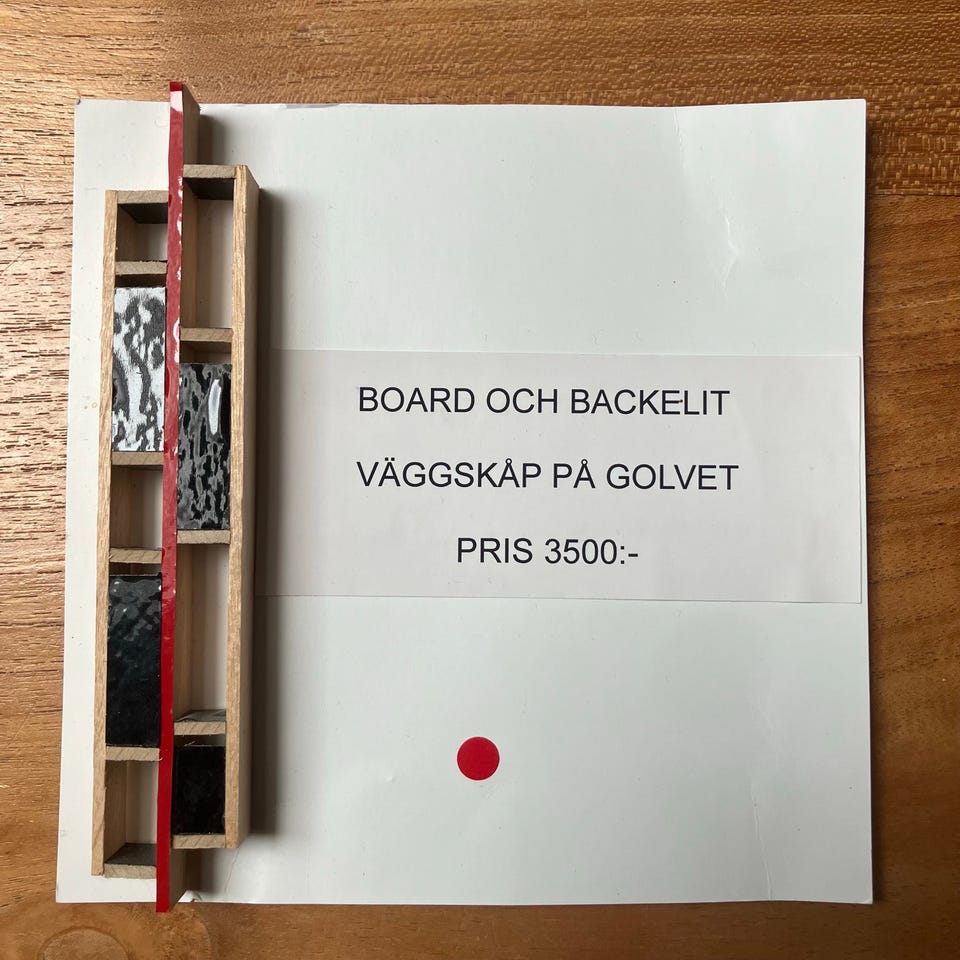 BOARD OCH BACKELIT
VÄGGSKÅP PÅ GOLVET
PRIS 3500:-